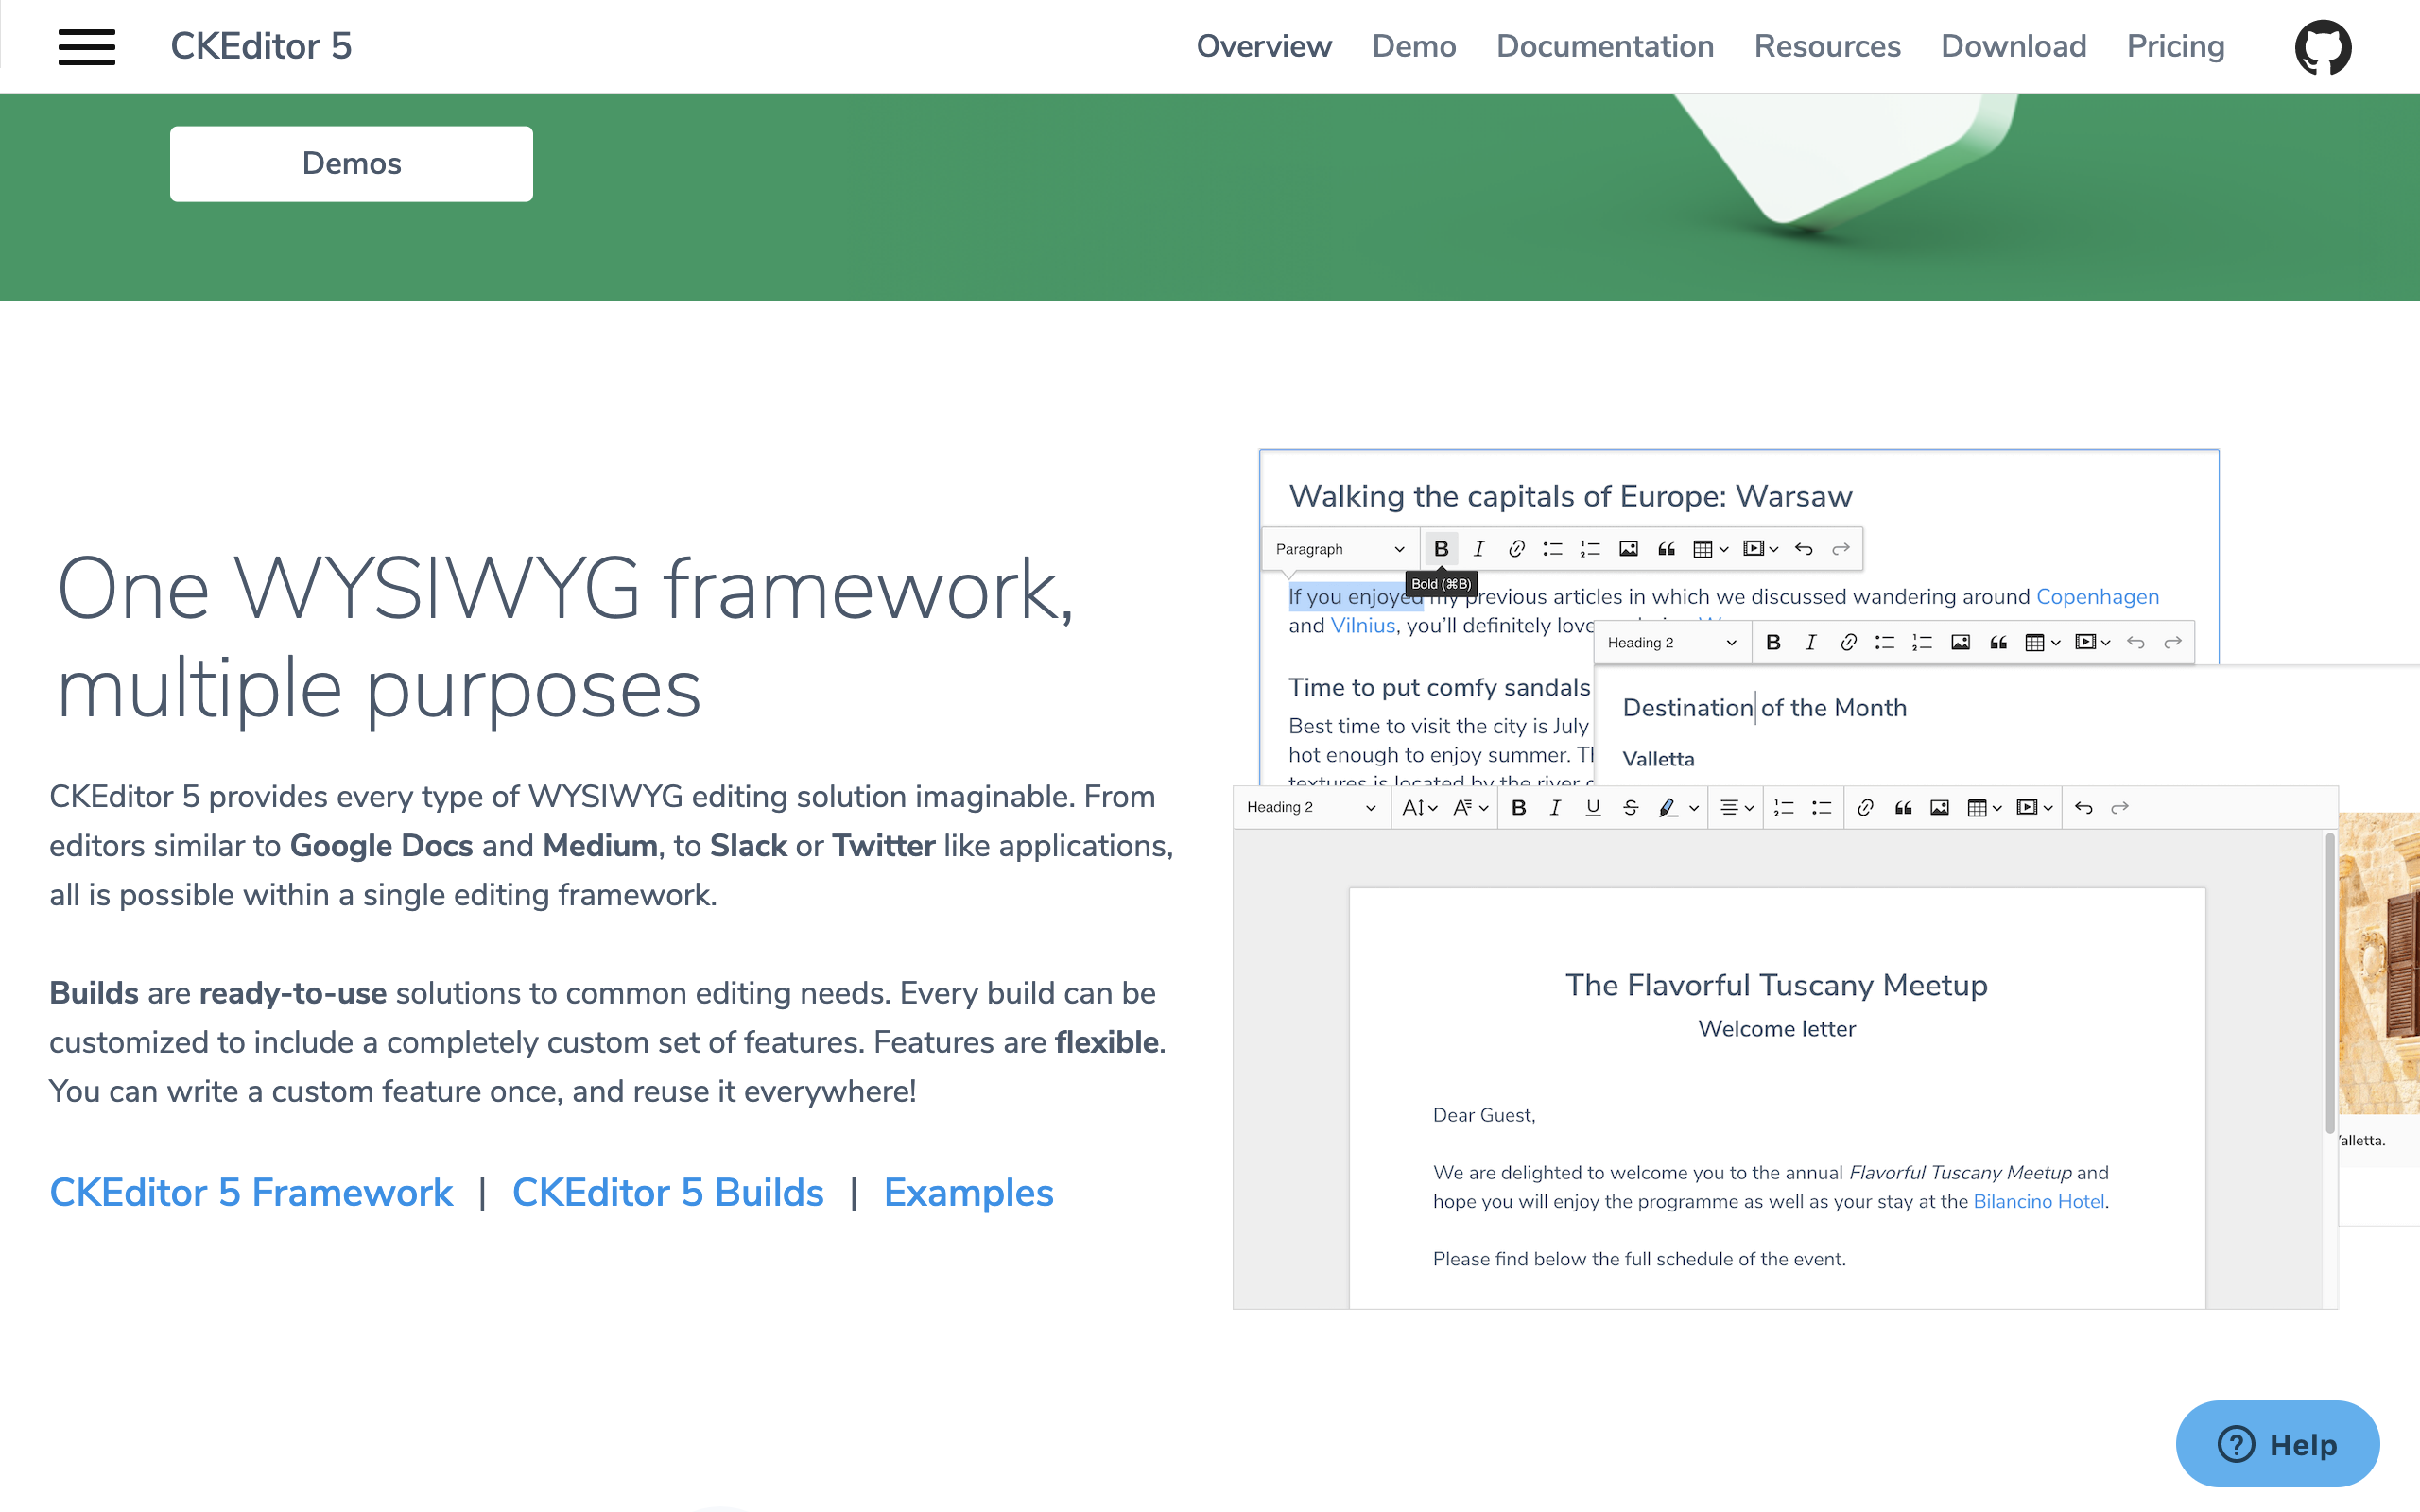 CKEditor 5
Overview Demo Documentation Resources Download Pricing
Demos
One WYSIWYG framework,
multiple purposes
CKEditor 5 provides every type of WYSIWYG editing solution imaginable. From
editors similar to Google Docs and Medium, to Slack or Twitter like applications,
all is possible within a single editing framework.
Builds are ready-to-use solutions to common editing needs. Every build can be
customized to include a completely custom set of features. Features are flexible.
You can write a custom feature once, and reuse it everywhere!
CKEditor 5 Framework | CKEditor 5 Builds | Examples
Walking the capitals of Europe: Warsaw
Paragraph
Bold (⌘B)
If you enjoyed my previous articles in which we discussed wandering around Copenhagen
and Vilnius, you’ll definitely love
Heading 2
Time to put comfy sandals
Best time to visit the city is July
hot enough to enjoy summer.
textures is located by the river
Destination of the Month
Valletta
Heading 2
The Flavorful Tuscany Meetup
Welcome letter
Dear Guest,
We are delighted to welcome you to the annual Flavorful Tuscany Meetup and
hope you will enjoy the programme as well as your stay at the Bilancino Hotel.
Please find below the full schedule of the event.
alletta.
Help